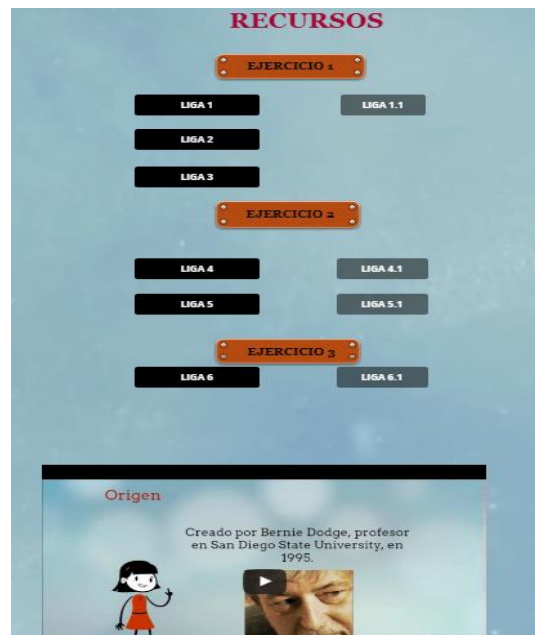 RECURSOS
EJERCICIO 1
LIGA 1 LIGA 1.1
LIGA 2
LIGA 3
EJERCICIO 2
LIGA 4 LIGA 4.1
LIGA 5 LIGA 5.1
EJERCICIO 3
LIGA 6 LIGA 6.1
Origen
Creado por Bernie Dodge, profesor
en San Diego State University, en
1995.